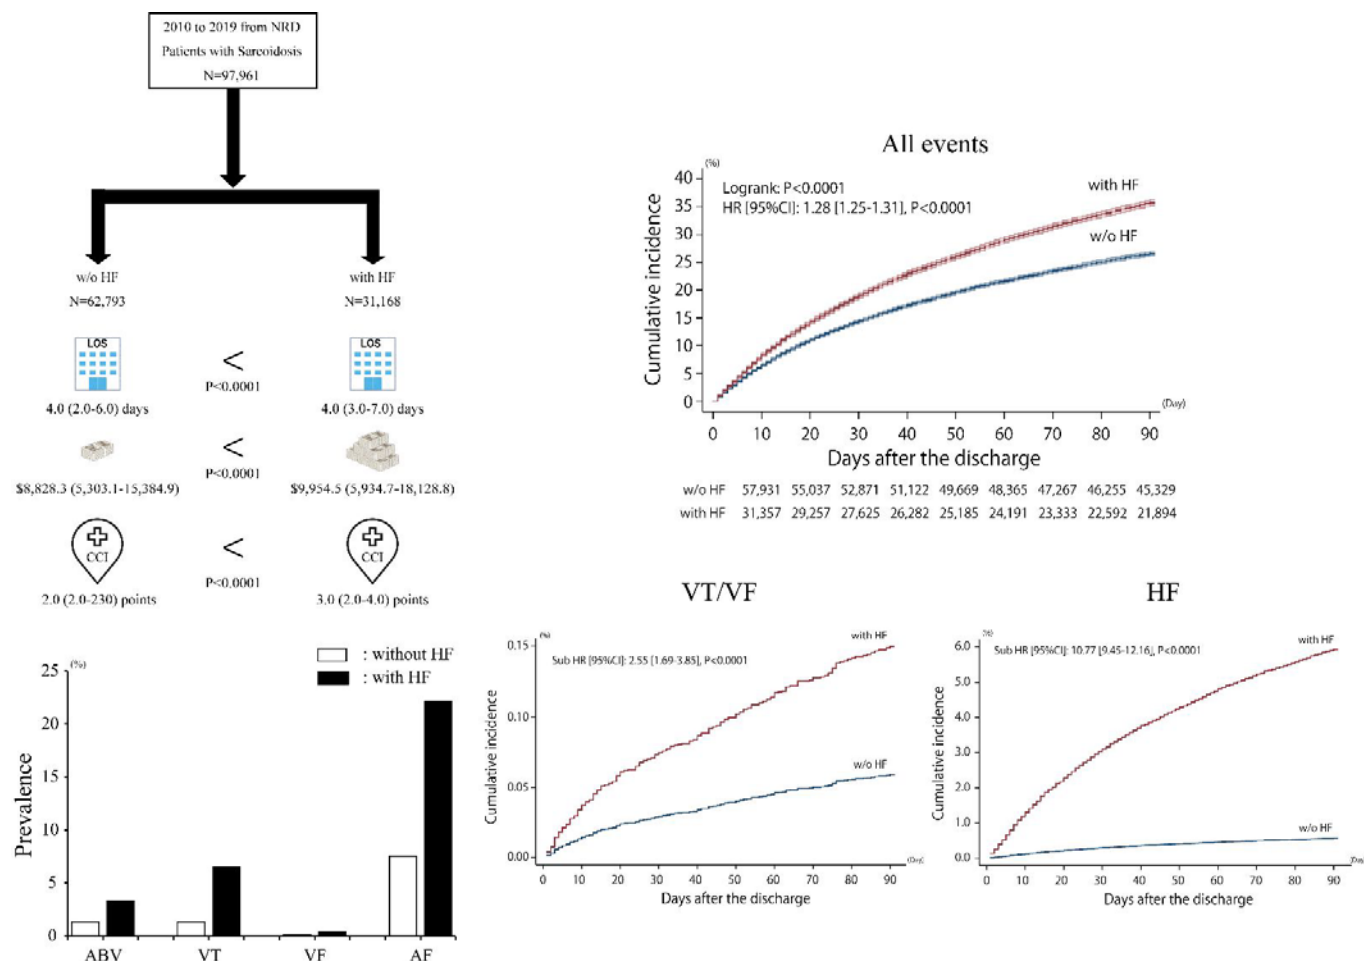 2010 to 2019 from NRD
Patients with Sarcoidosis
N=97,961
w/o HF
N=62,793
with HF
N=31,168
LOS
<
P<0.0001
LOS
4.0 (2.0-6.0) days
4.0 (3.0-7.0) days
<
P<0.0001
$8,828.3 (5,303.1-15,384.9)
$9,954.5 (5,934.7-18,128.8)
CCI
<
P<0.0001
CCI
2.0 (2.0-230) points
3.0 (2.0-4.0) points
(%)
: without HF
: with HF
25
20
15
10
5
0
Prevalence
ABV VT VF AF
All events
(%)
Logrank: P<0.0001
HR [95%CI]: 1.28 [1.25-1.31], P<0.0001
with HF
w/o HF
40
35
30
25
20
15
10
5
0
Cumulative incidence
(Day)
0 10 20 30 40 50 60 70 80 90
Days after the discharge
w/o HF 57,931 55,037 52,871 51,122 49,669 48,365 47,267 46,255 45,329
with HF 31,357 29,257 27,625 26,282 25,185 24,191 23,333 22,592 21,894
VT/VF
(%)
Sub HR [95%CI]: 2.55 [1.69-3.85], P<0.0001
with HF
w/o HF
0.15
0.10
0.05
0.00
Cumulative incidence
(Day)
0 10 20 30 40 50 60 70 80 90
Days after the discharge
HF
(%)
Sub HR [95%CI]: 10.77 [9.45-12.16], P<0.0001
with HF
w/o HF
6.0
5.0
4.0
3.0
2.0
1.0
0.0
Cumulative incidence
(Day
0 10 20 30 40 50 60 70 80 90
Days after the discharge